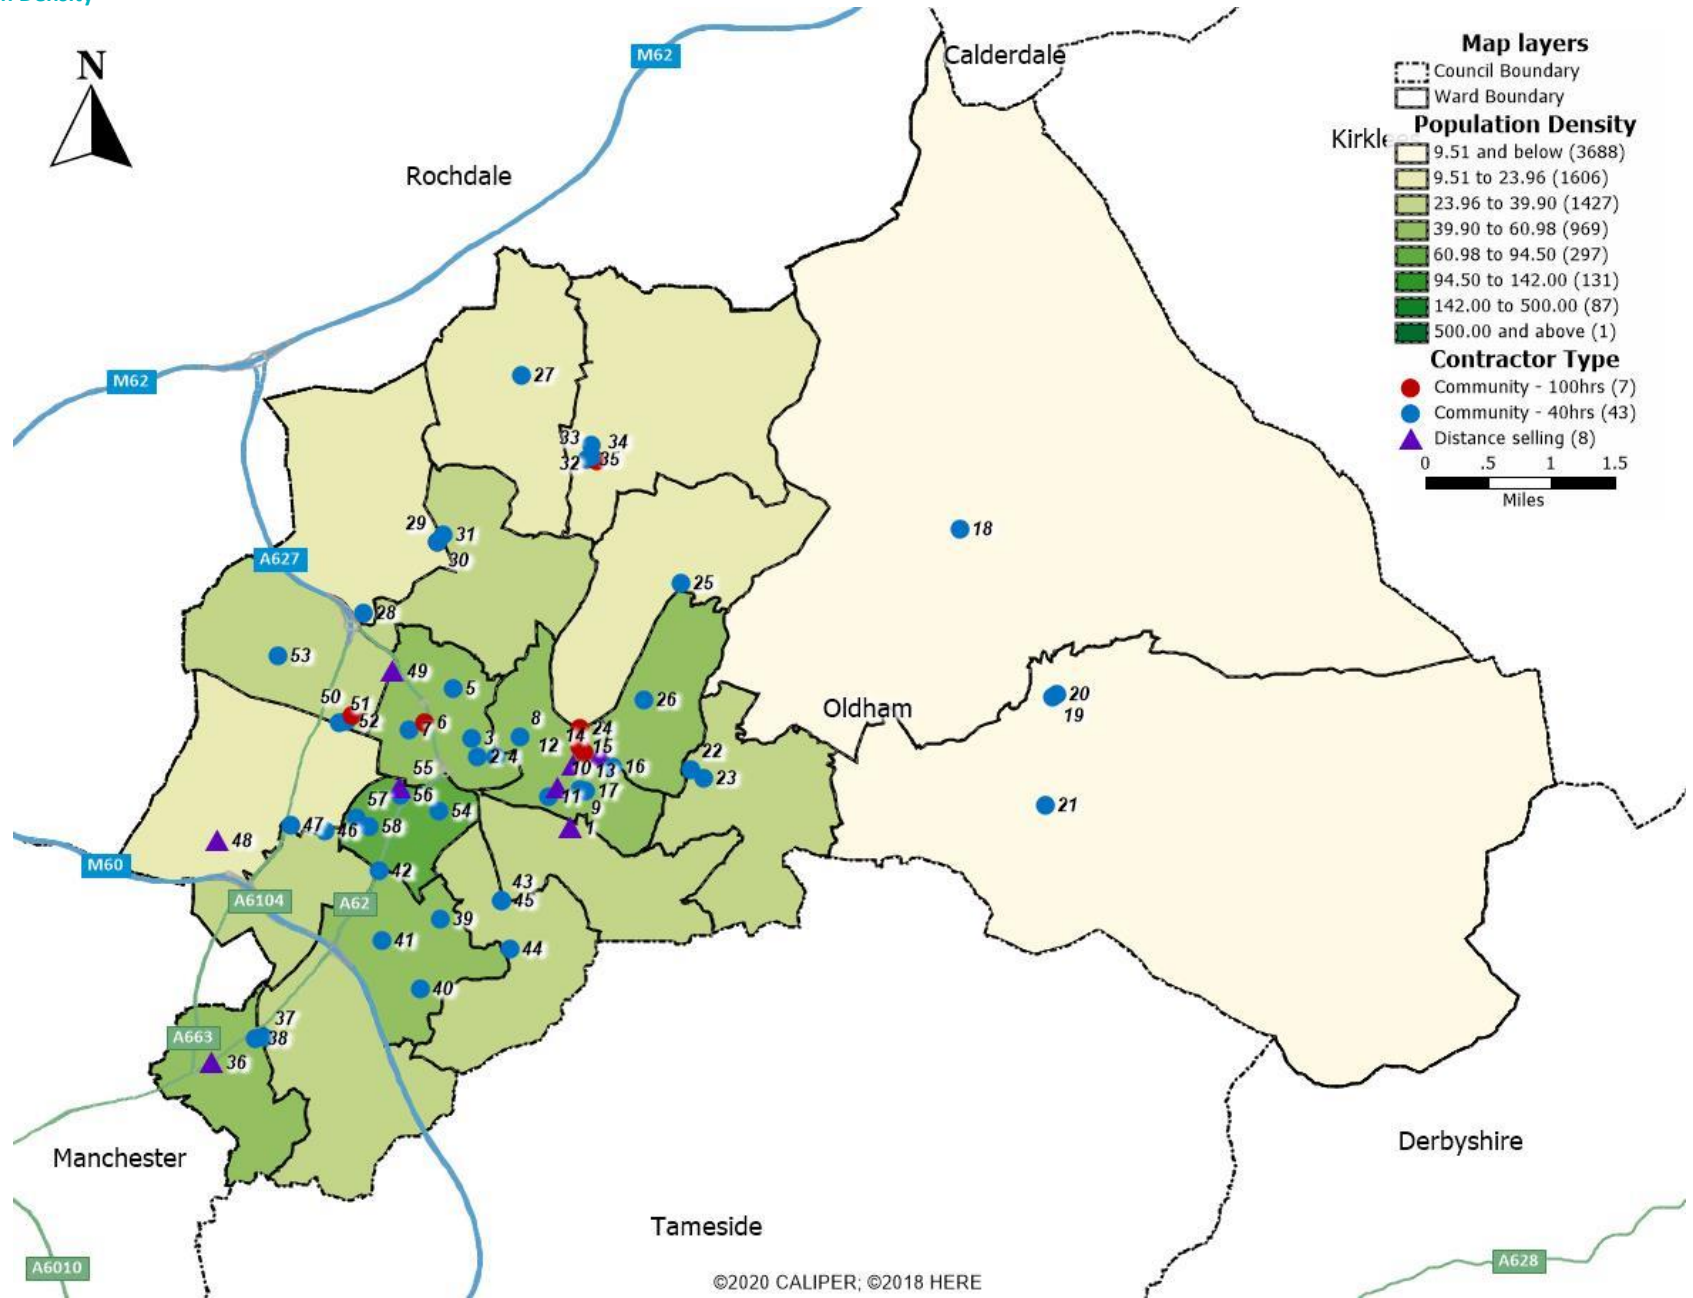 n Density
M62
Calderdale
Map layers
Council Boundary
Ward Boundary
N
Population Density
9.51 and below (3688)
9.51 to 23.96 (1606)
23.96 to 39.90 (1427)
39.90 to 60.98 (969)
60.98 to 94.50 (297)
94.50 to 142.00 (131)
142.00 to 500.00 (87)
500.00 and above (1)
Contractor Type
Community - 100hrs (7)
Community - 40hrs (43)
Distance selling (8)
0 .5 1 1.5
Miles
Rochdale
M62
27
33 34
32 35
29 31
30
18
A627
25
28
53
49
5
26
20
19
Oldham
50 51
52
6
7
3
2 4
8
12
14 24
15
10 13 16
22
23
55
57 56
54
11 17
9
21
47 46 58
1
48
M60
42
43
45
A6104
A62
39
41
44
40
37
38
A663
36
Manchester
Derbyshire
Tameside
A6010
A628
©2020 CALIPER; ©2018 HERE